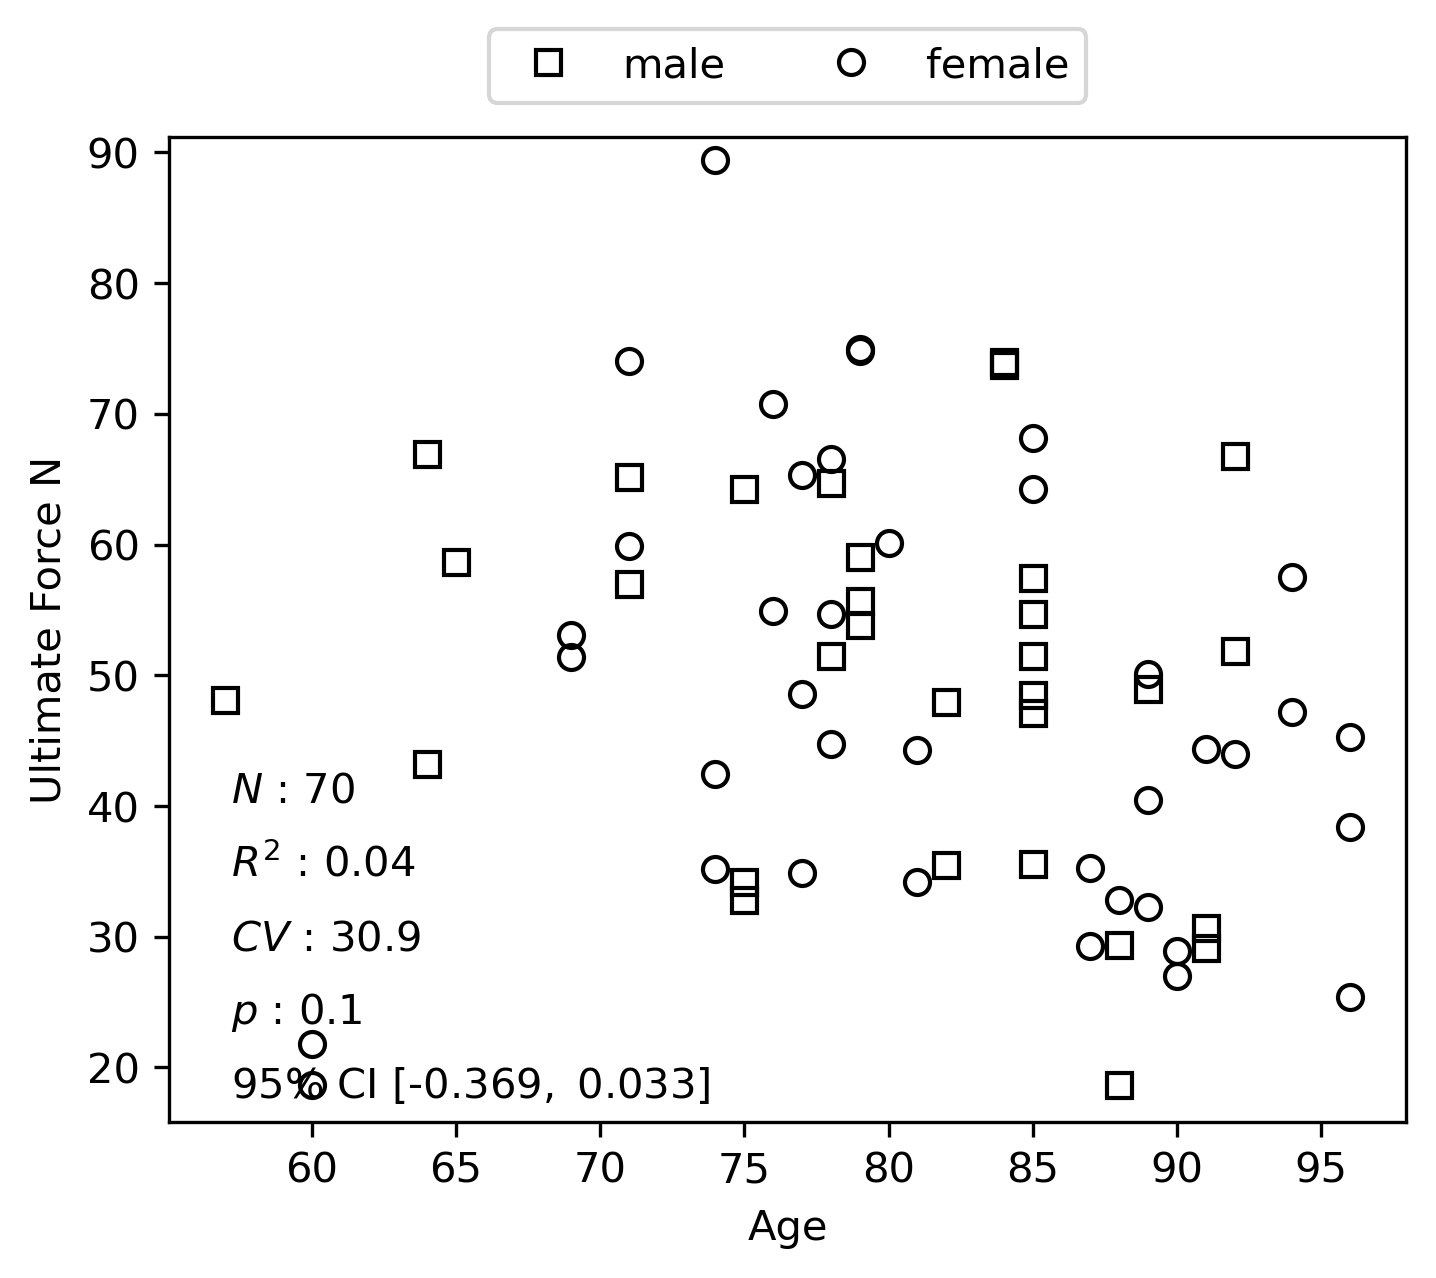 male female
90
80
70
60
50
40
30
20
Ultimate Force N
N : 70
R² : 0.04
CV : 30.9
p : 0.1
95% CI [-0.369, 0.033]
60 65 70 75 80 85 90 95
Age